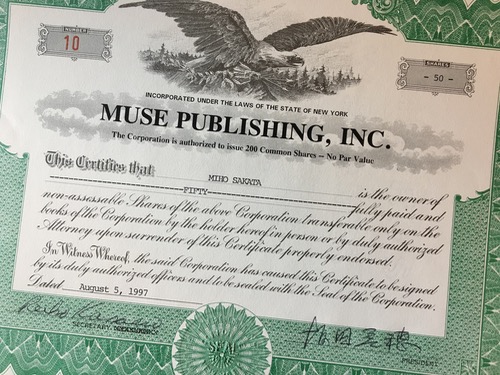 NUMBER
10
SHARES
- 50 -
INCORPORATED UNDER THE LAWS OF THE STATE OF NEW YORK
MUSE PUBLISHING, INC.
The Corporation is authorized to issue 200 Common Shares -- No Par Value
This Certifies that MIHO SAKATA is the owner of
FIFTY fully paid and
non-assessable Shares of the above Corporation transferable only on the
books of the Corporation by the holder hereof in person or by duly authorized
Attorney upon surrender of this Certificate properly endorsed.
In Witness Whereof, the said Corporation has caused this Certificate to be signed
by its duly authorized officers and to be sealed with the Seal of the Corporation.
Dated August 5, 1997
SECRETARY
PRESIDENT
SEAL